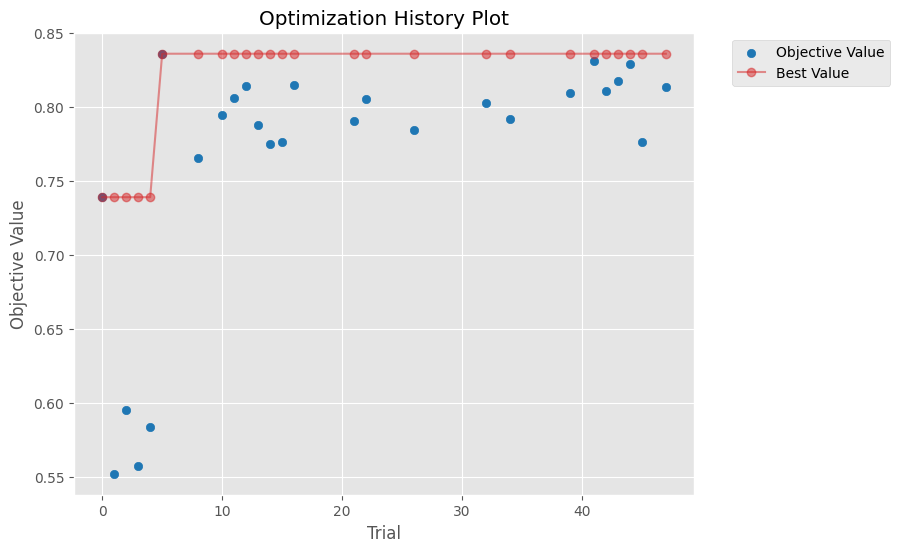 Optimization History Plot
Objective Value
Best Value
Objective Value
0.85
0.80
0.75
0.70
0.65
0.60
0.55
0
10
20
30
40
Trial